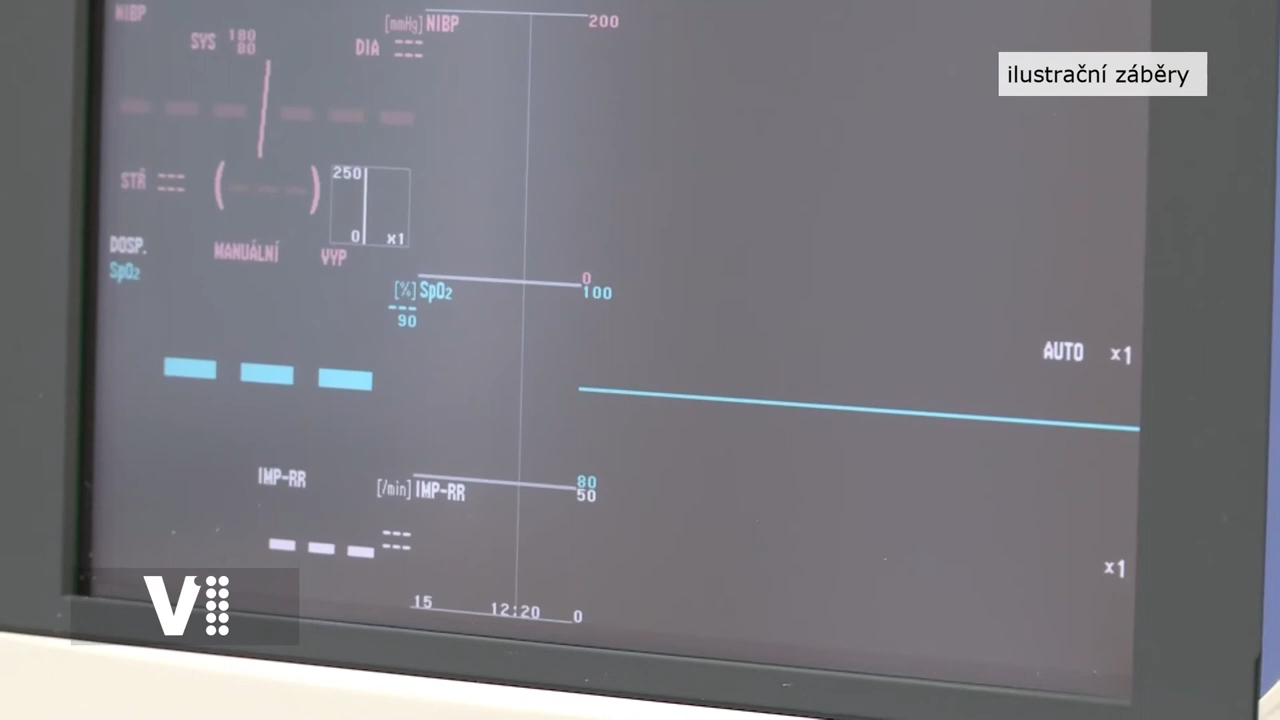 NIBP
[mmHg] NIBP 200
SYS 180
80
DIA ---
---
ilustrační záběry
STŘ ---
---
( --- )
250
0 x1
DOSP. MANUÁLNÍ VYP
SpO2
0
[%] SpO2 100
---
90
AUTO x1
--- 
IMP-RR
[/min] IMP-RR 80
50
---
---
---
x1
15 12:20 0
V